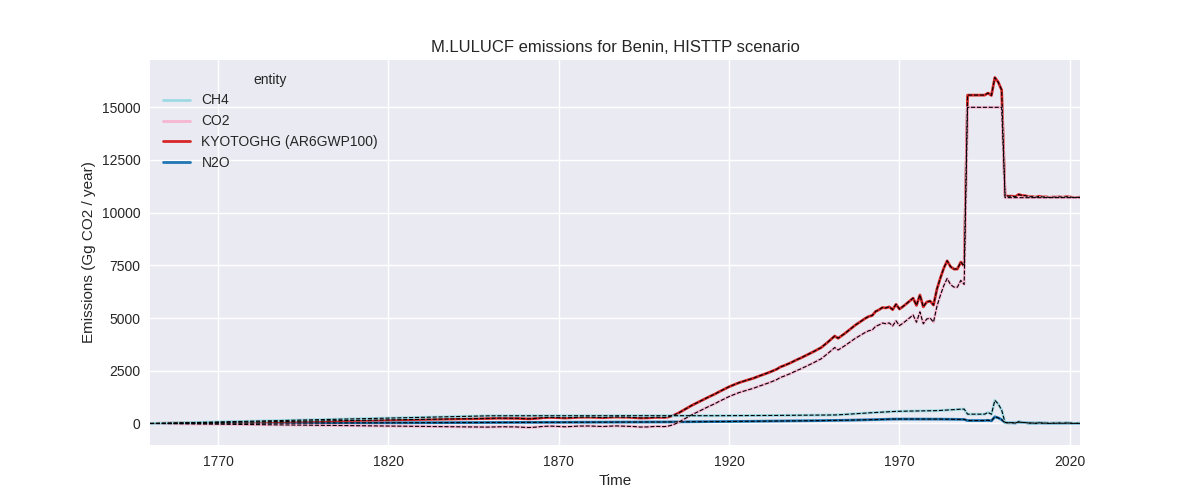 M.LULUCF emissions for Benin, HISTTP scenario
entity
CH4
CO2
KYOTOGHG (AR6GWP100)
N2O
Emissions (Gg CO2 / year)
15000
12500
10000
7500
5000
2500
0
1770
1820
1870
1920
1970
2020
Time